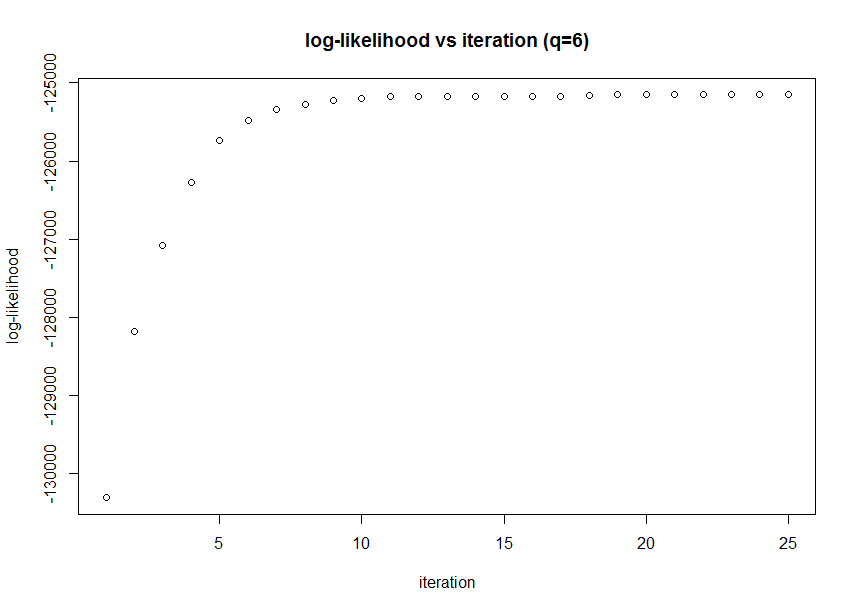 log-likelihood vs iteration (q=6)
log-likelihood
-125000
-126000
-127000
-128000
-129000
-130000
5 10 15 20 25
iteration